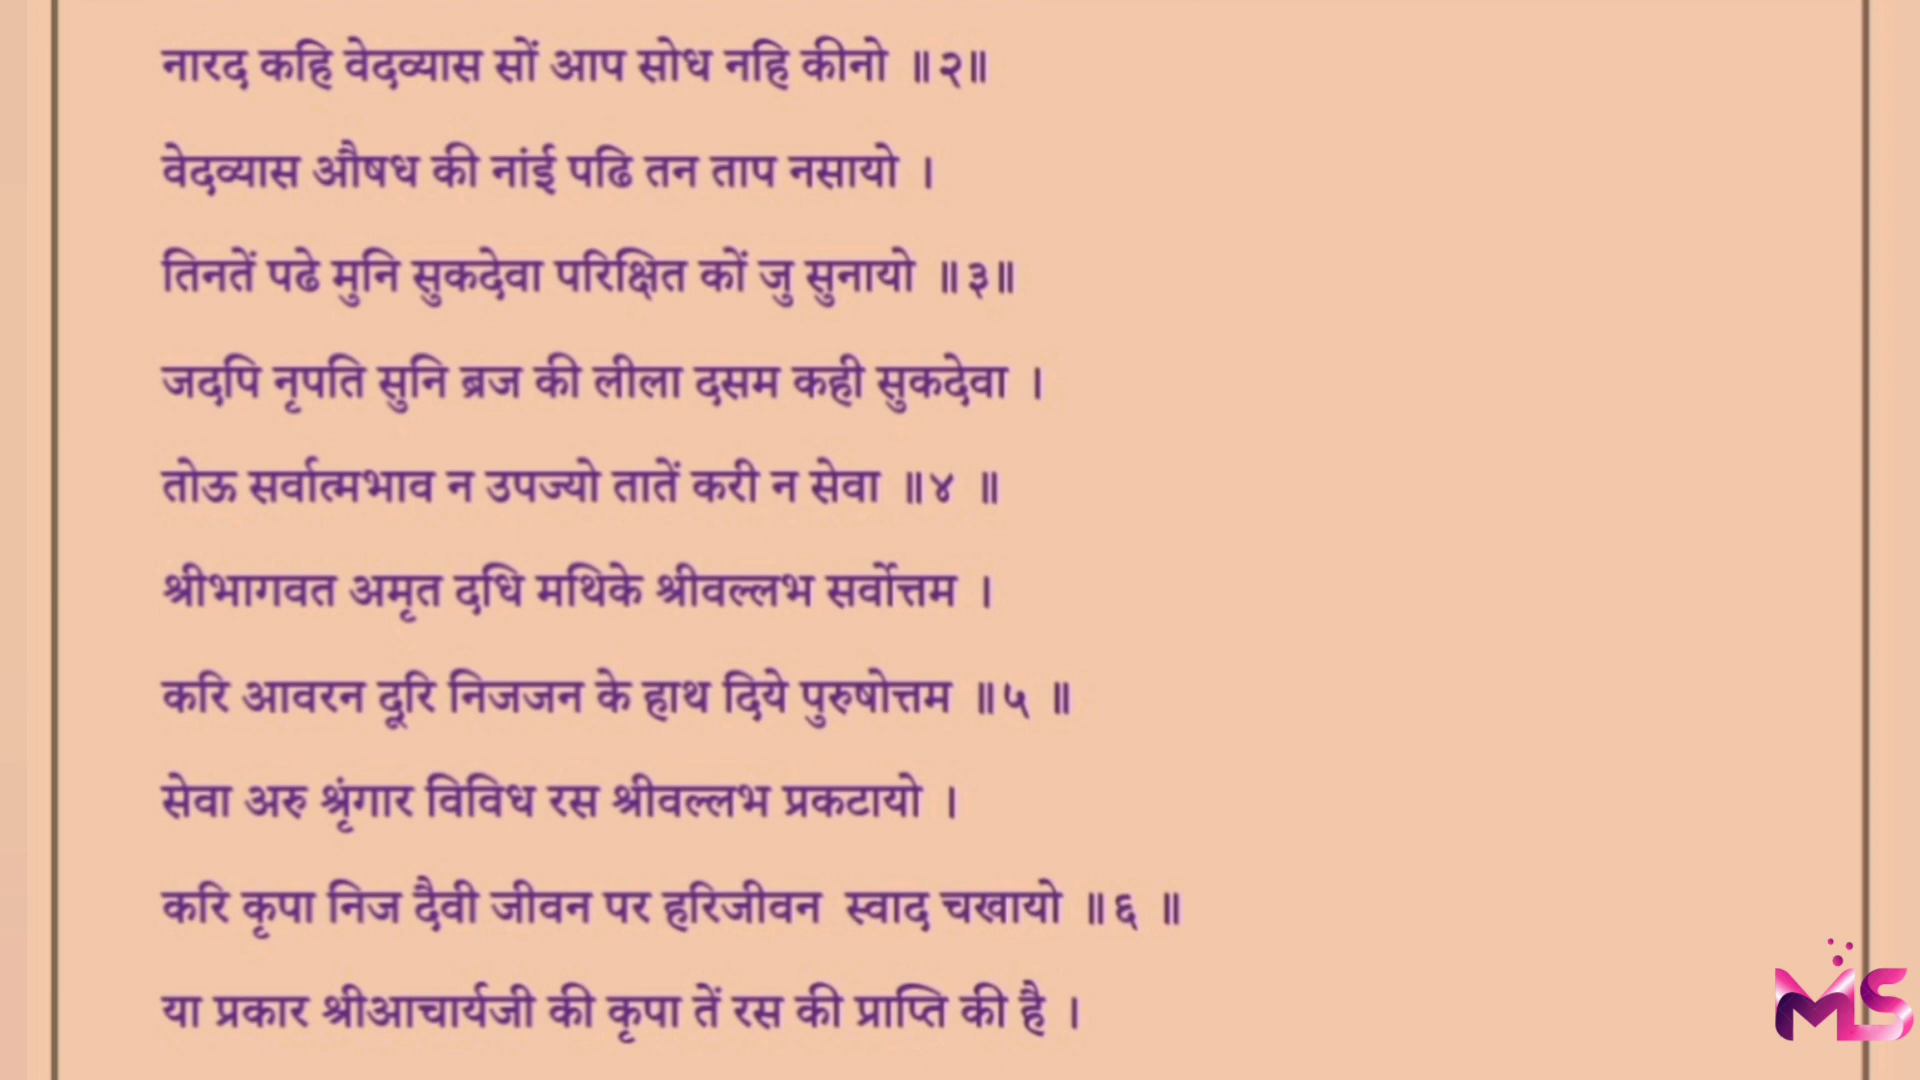 नारद कहि वेदव्यास सों आप सोध नहि कीनो ॥२॥
वेदव्यास औषध की नांई पढि तन ताप नसायो ।
तिनतें पढे मुनि सुकदेवा परिक्षित कों जु सुनायो ॥३॥
जदपि नृपति सुनि ब्रज की लीला दसम कही सुकदेवा ।
तोऊ सर्वात्मभाव न उपज्यो तातें करी न सेवा ॥४ ॥
श्रीभागवत अमृत दधि मथिके श्रीवल्लभ सर्वोत्तम ।
करि आवरन दूरि निजजन के हाथ दिये पुरुषोत्तम ॥५ ॥
सेवा अरु श्रृंगार विविध रस श्रीवल्लभ प्रकटायो ।
करि कृपा निज दैवी जीवन पर हरिजीवन स्वाद चखायो ॥६ ॥
या प्रकार श्रीआचार्यजी की कृपा तें रस की प्राप्ति की है ।
MS